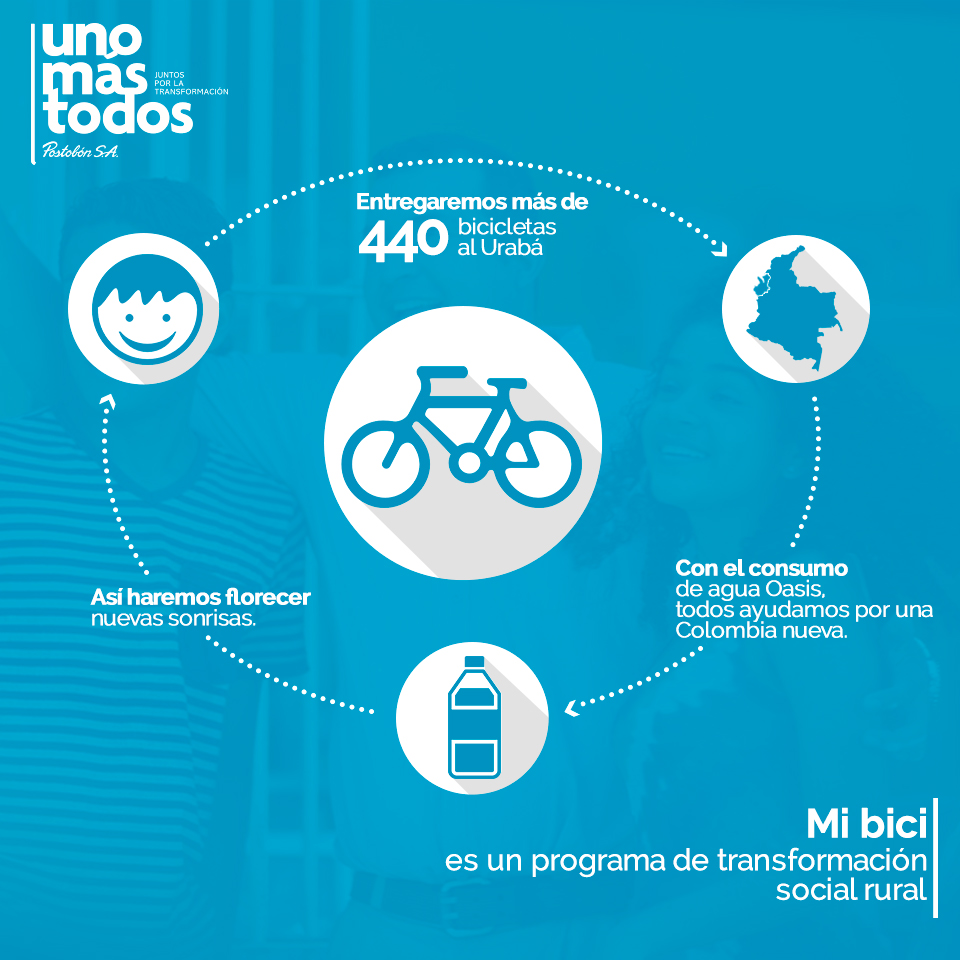 uno
más
todos
JUNTOS
POR LA
TRANSFORMACIÓN
Postobón S.A.
Entregaremos más de
440 bicicletas
al Urabá
Con el consumo
de agua Oasis,
todos ayudamos por una
Colombia nueva.
Así haremos florecer
nuevas sonrisas.
Mi bici
es un programa de transformación
social rural